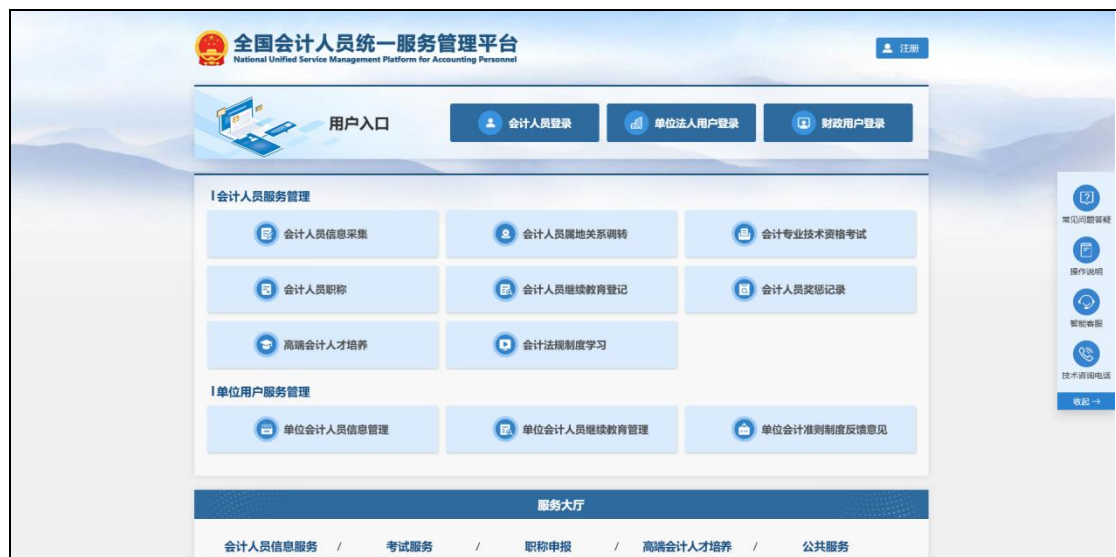 全国会计人员统一服务管理平台
National Unified Service Management Platform for Accounting Personnel
注册
用户入口
会计人员登录
单位法人用户登录
财政用户登录
会计人员服务管理
会计人员信息采集
会计人员属地关系调转
会计专业技术资格考试
会计人员职称
会计人员继续教育登记
会计人员奖惩记录
高端会计人才培养
会计法规制度学习
单位用户服务管理
单位会计人员信息管理
单位会计人员继续教育管理
单位会计准则制度反馈意见
服务大厅
会计人员信息服务 / 考试服务 / 职称申报 / 高端会计人才培养 / 公共服务
常见问题答疑
操作说明
智能客服
技术咨询电话
收起→